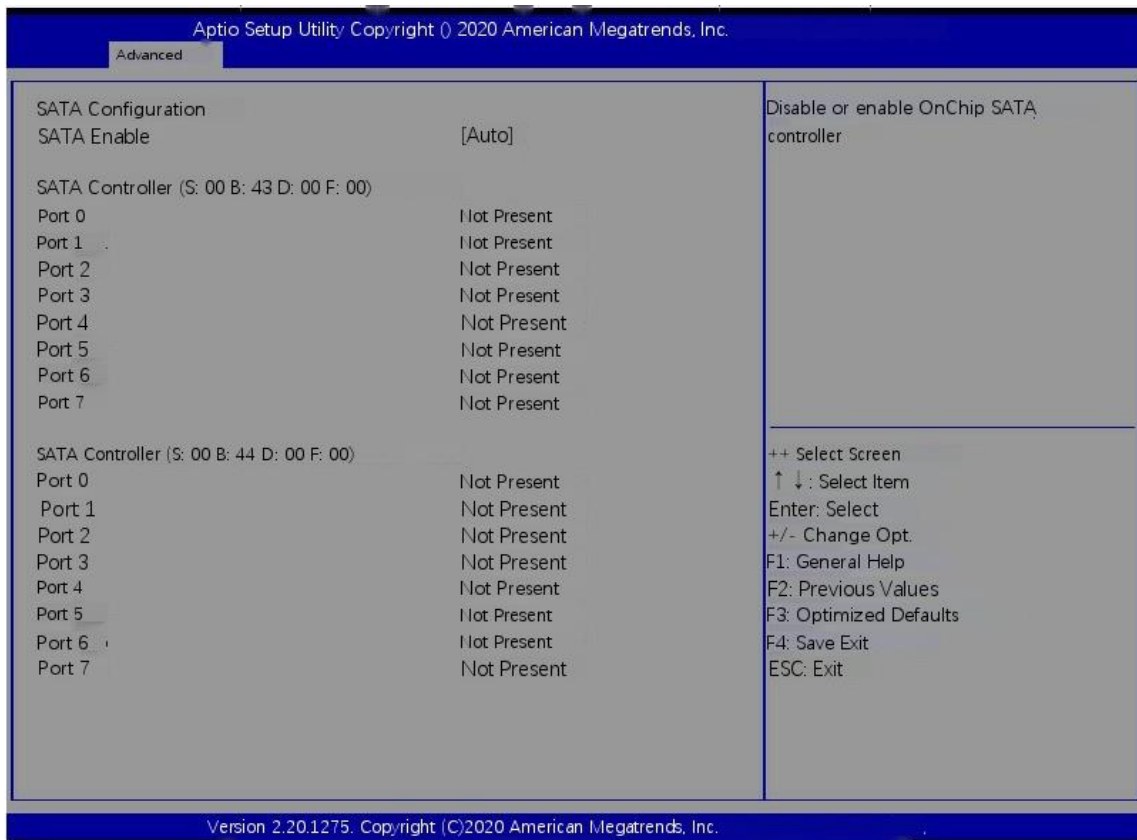 Aptio Setup Utility Copyright () 2020 American Megatrends, Inc.
Advanced
SATA Configuration
SATA Enable [Auto]
SATA Controller (S: 00 B: 43 D: 00 F: 00)
Port 0 Not Present
Port 1 Not Present
Port 2 Not Present
Port 3 Not Present
Port 4 Not Present
Port 5 Not Present
Port 6 Not Present
Port 7 Not Present
SATA Controller (S: 00 B: 44 D: 00 F: 00)
Port 0 Not Present
Port 1 Not Present
Port 2 Not Present
Port 3 Not Present
Port 4 Not Present
Port 5 Not Present
Port 6 Not Present
Port 7 Not Present
Disable or enable OnChip SATA
controller
++ Select Screen
↑ ↓: Select Item
Enter: Select
+/- Change Opt.
F1: General Help
F2: Previous Values
F3: Optimized Defaults
F4: Save Exit
ESC: Exit
Version 2.20.1275. Copyright (C)2020 American Megatrends, Inc.